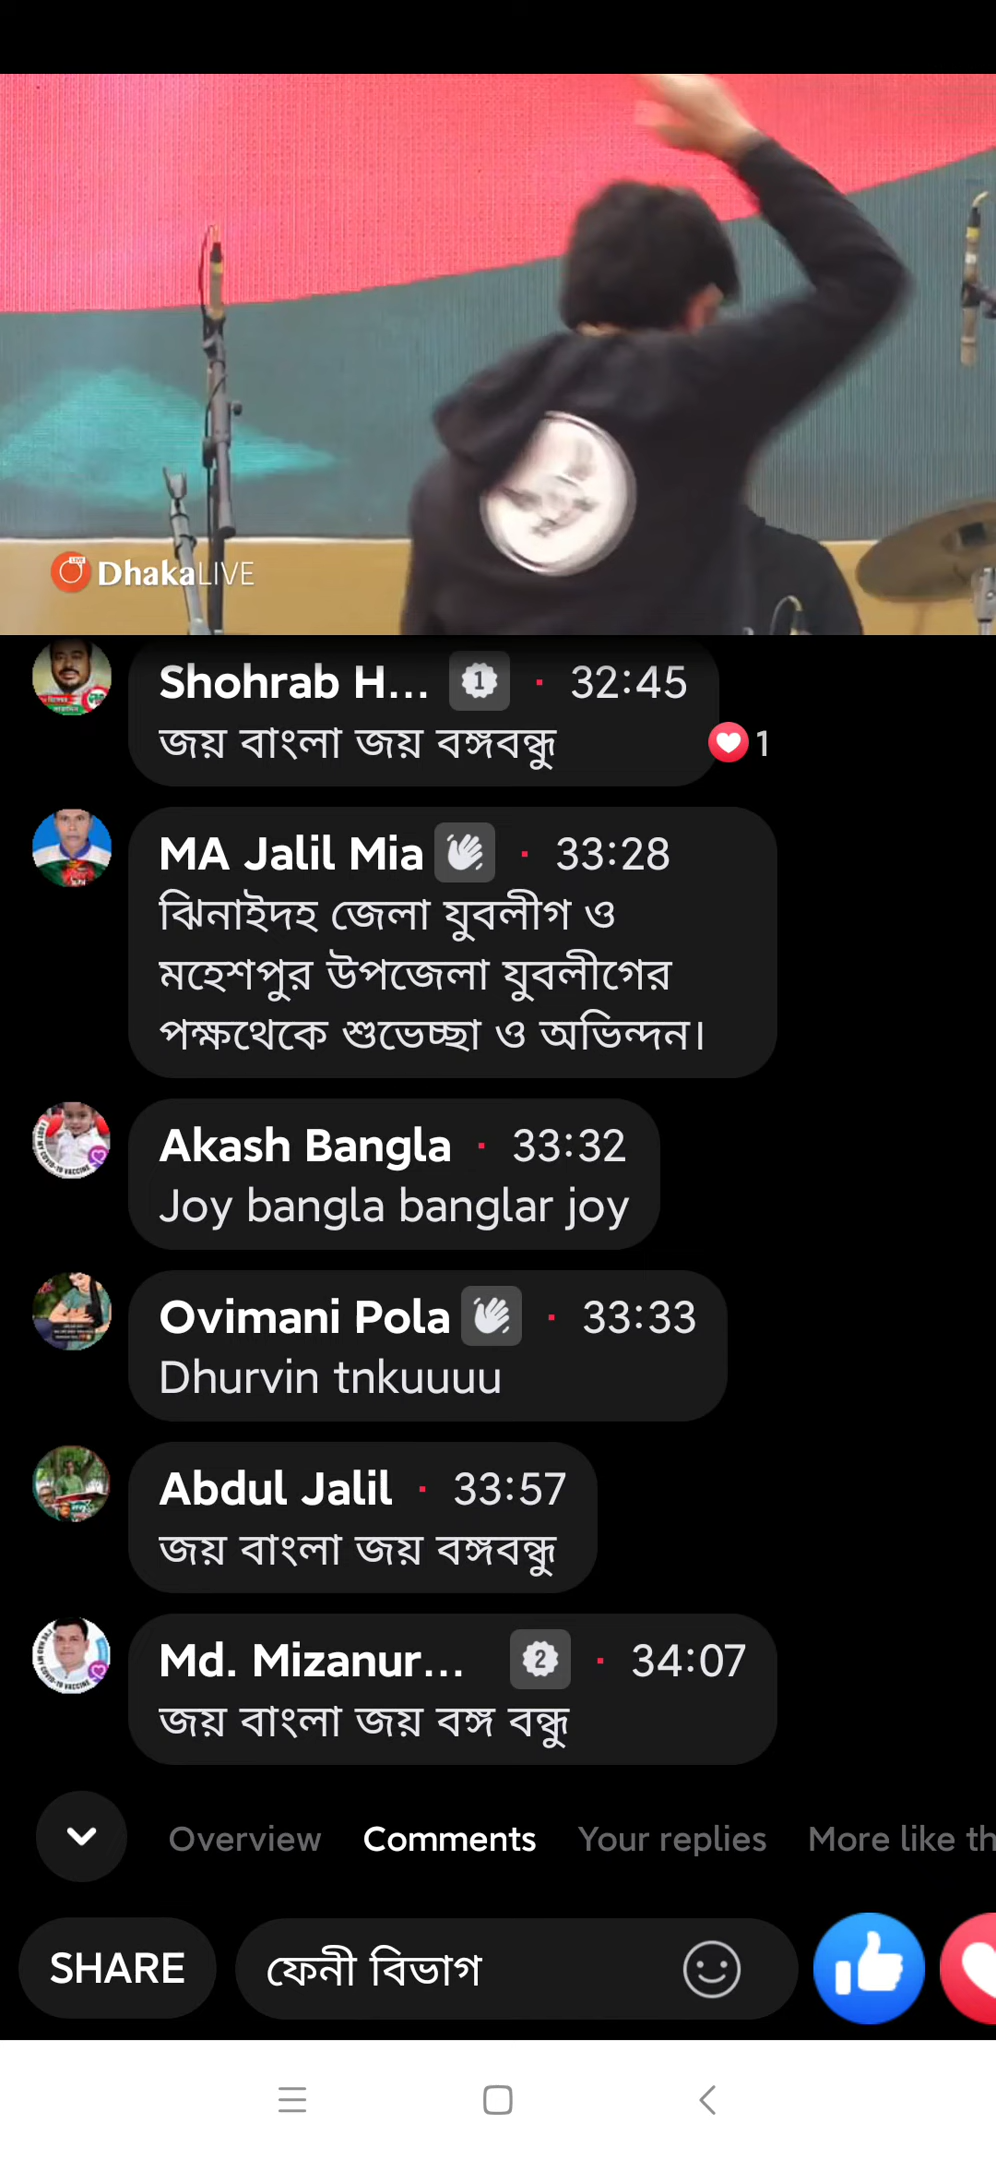 DhakaLIVE
Shohrab H... 1 · 32:45
জয় বাংলা জয় বঙ্গবন্ধু
1
MA Jalil Mia · 33:28
ঝিনাইদহ জেলা যুবলীগ ও
মহেশপুর উপজেলা যুবলীগের
পক্ষথেকে শুভেচ্ছা ও অভিন্দন।
Akash Bangla · 33:32
Joy bangla banglar joy
Ovimani Pola · 33:33
Dhurvin tnkuuuu
Abdul Jalil · 33:57
জয় বাংলা জয় বঙ্গবন্ধু
Md. Mizanur... 2 · 34:07
জয় বাংলা জয় বঙ্গ বন্ধু
Overview Comments Your replies More like th
SHARE ফেনী বিভাগ